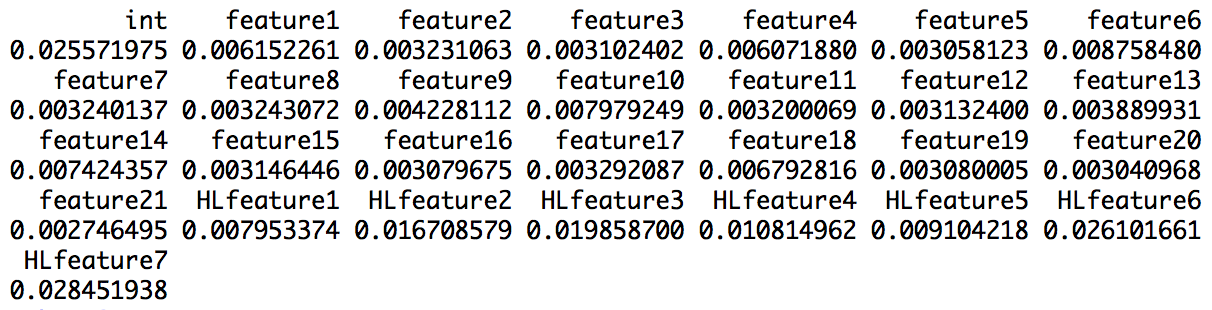 int feature1 feature2 feature3 feature4 feature5 feature6
0.025571975 0.006152261 0.003231063 0.003102402 0.006071880 0.003058123 0.008758480
feature7 feature8 feature9 feature10 feature11 feature12 feature13
0.003240137 0.003243072 0.004228112 0.007979249 0.003200069 0.003132400 0.003889931
feature14 feature15 feature16 feature17 feature18 feature19 feature20
0.007424357 0.003146446 0.003079675 0.003292087 0.006792816 0.003080005 0.003040968
feature21 HLfeature1 HLfeature2 HLfeature3 HLfeature4 HLfeature5 HLfeature6
0.002746495 0.007953374 0.016708579 0.019858700 0.010814962 0.009104218 0.026101661
HLfeature7
0.028451938